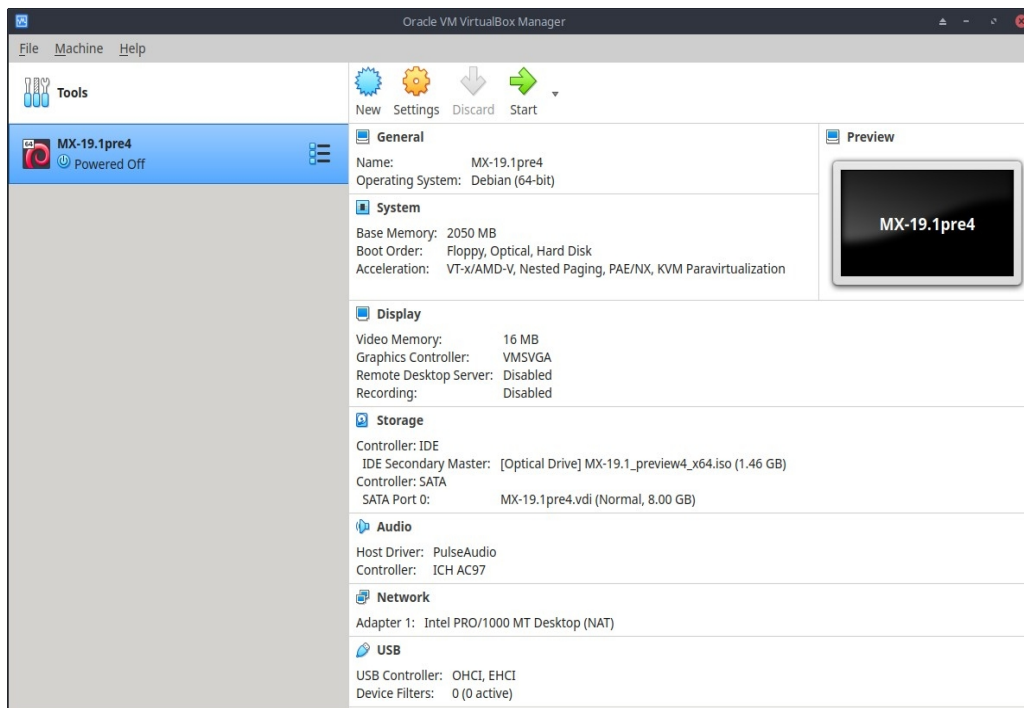 Oracle VM VirtualBox Manager
File Machine Help
Tools
New Settings Discard Start
64
MX-19.1pre4
Powered Off
General
Name: MX-19.1pre4
Operating System: Debian (64-bit)
Preview
MX-19.1pre4
System
Base Memory: 2050 MB
Boot Order: Floppy, Optical, Hard Disk
Acceleration: VT-x/AMD-V, Nested Paging, PAE/NX, KVM Paravirtualization
Display
Video Memory: 16 MB
Graphics Controller: VMSVGA
Remote Desktop Server: Disabled
Recording: Disabled
Storage
Controller: IDE
IDE Secondary Master: [Optical Drive] MX-19.1_preview4_x64.iso (1.46 GB)
Controller: SATA
SATA Port 0: MX-19.1pre4.vdi (Normal, 8.00 GB)
Audio
Host Driver: PulseAudio
Controller: ICH AC97
Network
Adapter 1: Intel PRO/1000 MT Desktop (NAT)
USB
USB Controller: OHCI, EHCI
Device Filters: 0 (0 active)